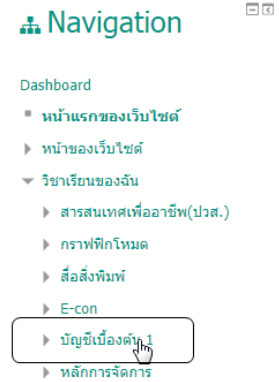 Navigation
Dashboard
หน้าแรกของเว็บไซต์
หน้าของเว็บไซต์
วิชาเรียนของฉัน
สารสนเทศเพื่ออาชีพ(ปวส.)
กราฟฟิกโหมด
สื่อสิ่งพิมพ์
E-con
บัญชีเบื้องต้น 1
หลักการจัดการ